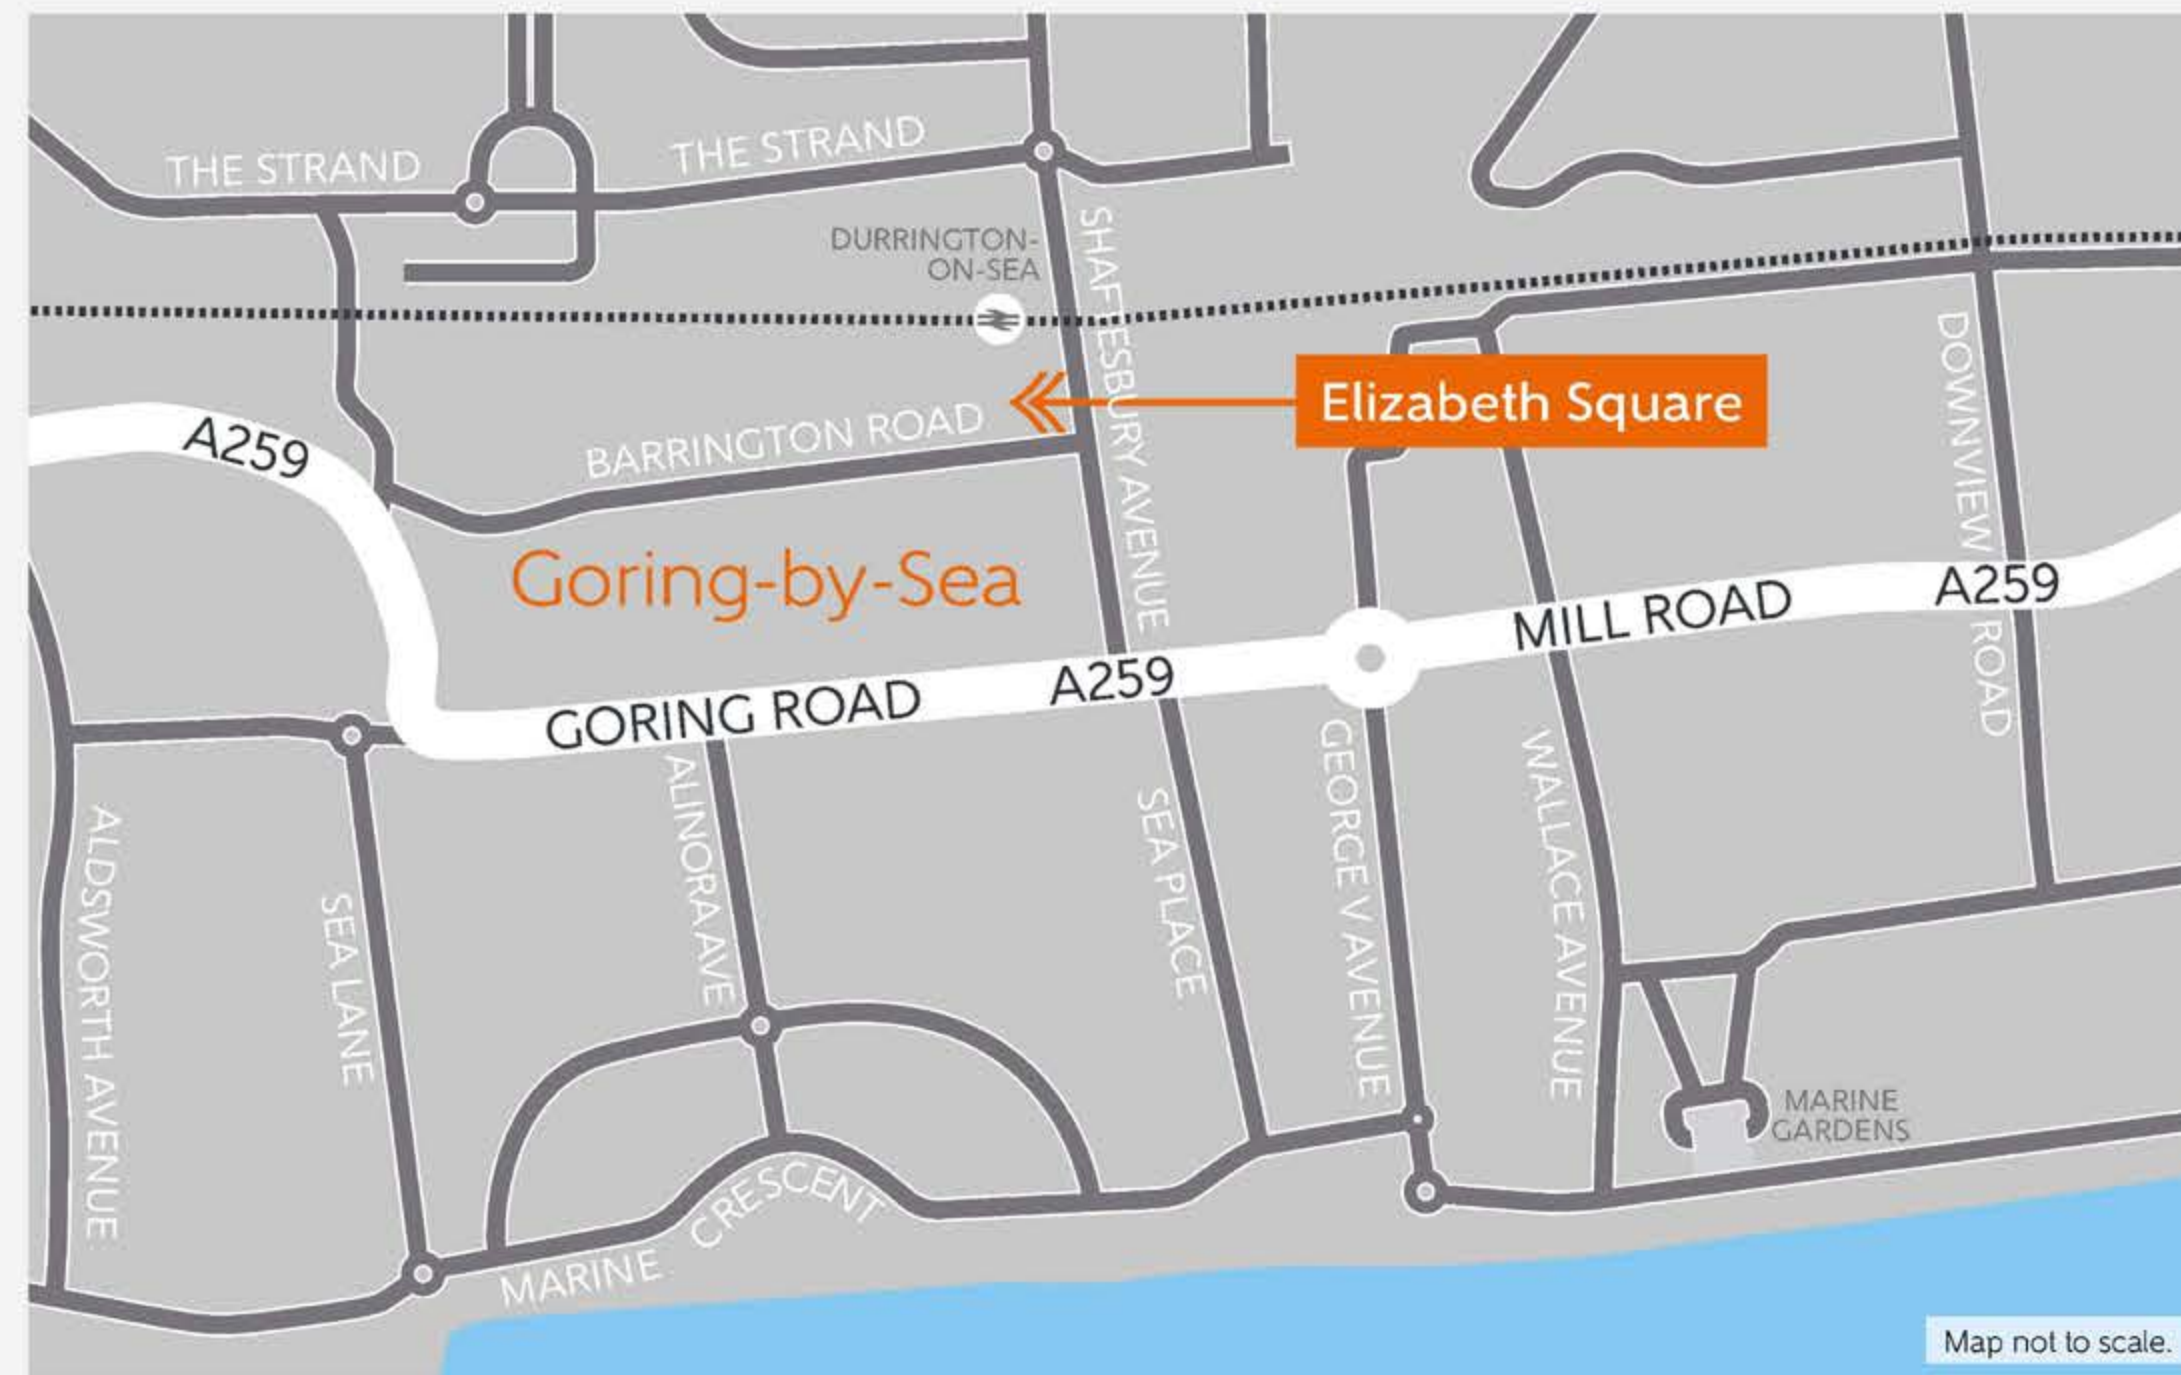 THE STRAND
THE STRAND
DURRINGTON-
ON-SEA
SHAFTESBURY AVENUE
Elizabeth Square
DOWNVIEW ROAD
A259
BARRINGTON ROAD
Goring-by-Sea
MILL ROAD
A259
GORING ROAD
A259
ALINORA AVE
SEA PLACE
GEORGE V AVENUE
WALLACE AVENUE
ALDSWORTH AVENUE
SEA LANE
MARINE
GARDENS
MARINE CRESCENT
Map not to scale.